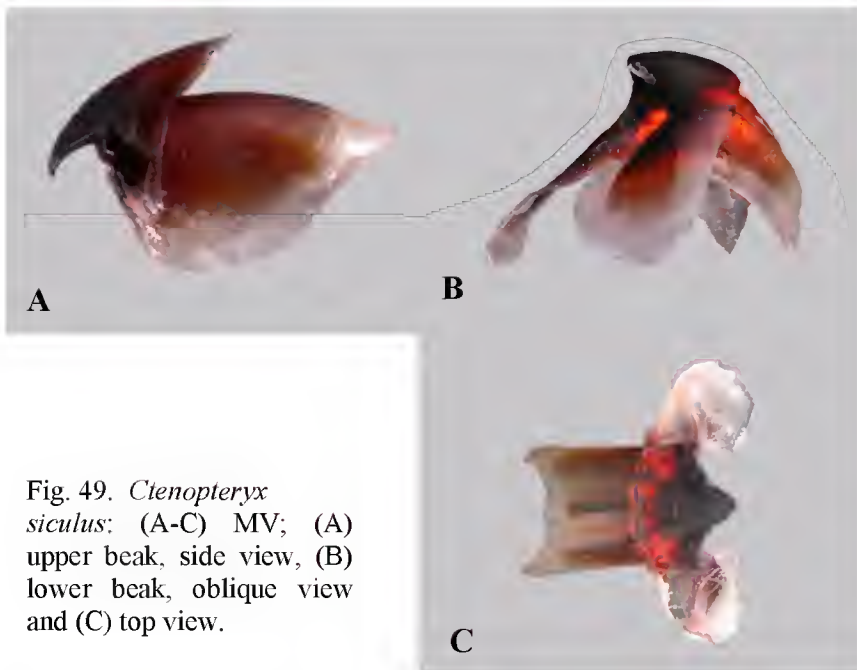 A
B
Fig. 49. Ctenopteryx
siculus: (A-C) MV; (A)
upper beak, side view, (B)
lower beak, oblique view
and (C) top view.
C